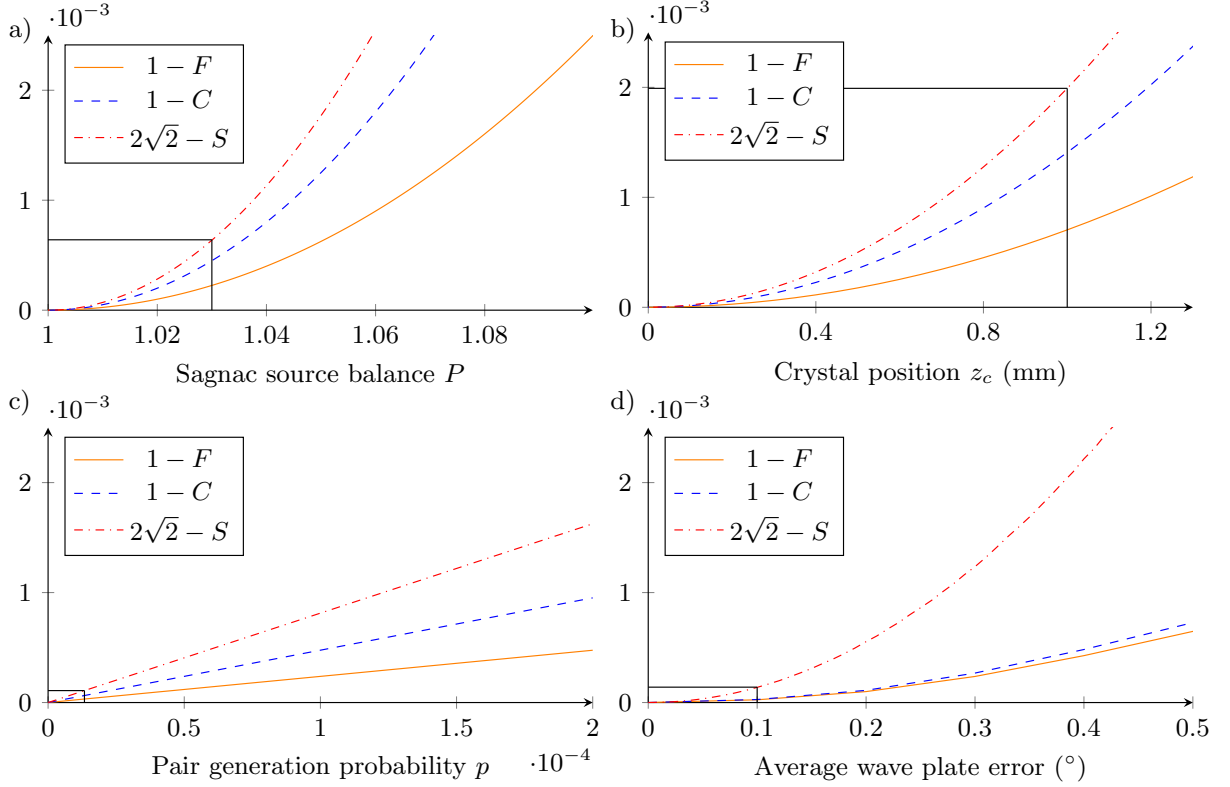 a)
·10⁻³
2
1
0
1 − F
1 − C
2√2 − S
1 1.02 1.04 1.06 1.08
Sagnac source balance P
b)
·10⁻³
2
1
0
1 − F
1 − C
2√2 − S
0 0.4 0.8 1.2
Crystal position z_c (mm)
c)
·10⁻³
2
1
0
1 − F
1 − C
2√2 − S
0 0.5 1 1.5 2
·10⁻⁴
Pair generation probability p
d)
·10⁻³
2
1
0
1 − F
1 − C
2√2 − S
0 0.1 0.2 0.3 0.4 0.5
Average wave plate error (°)